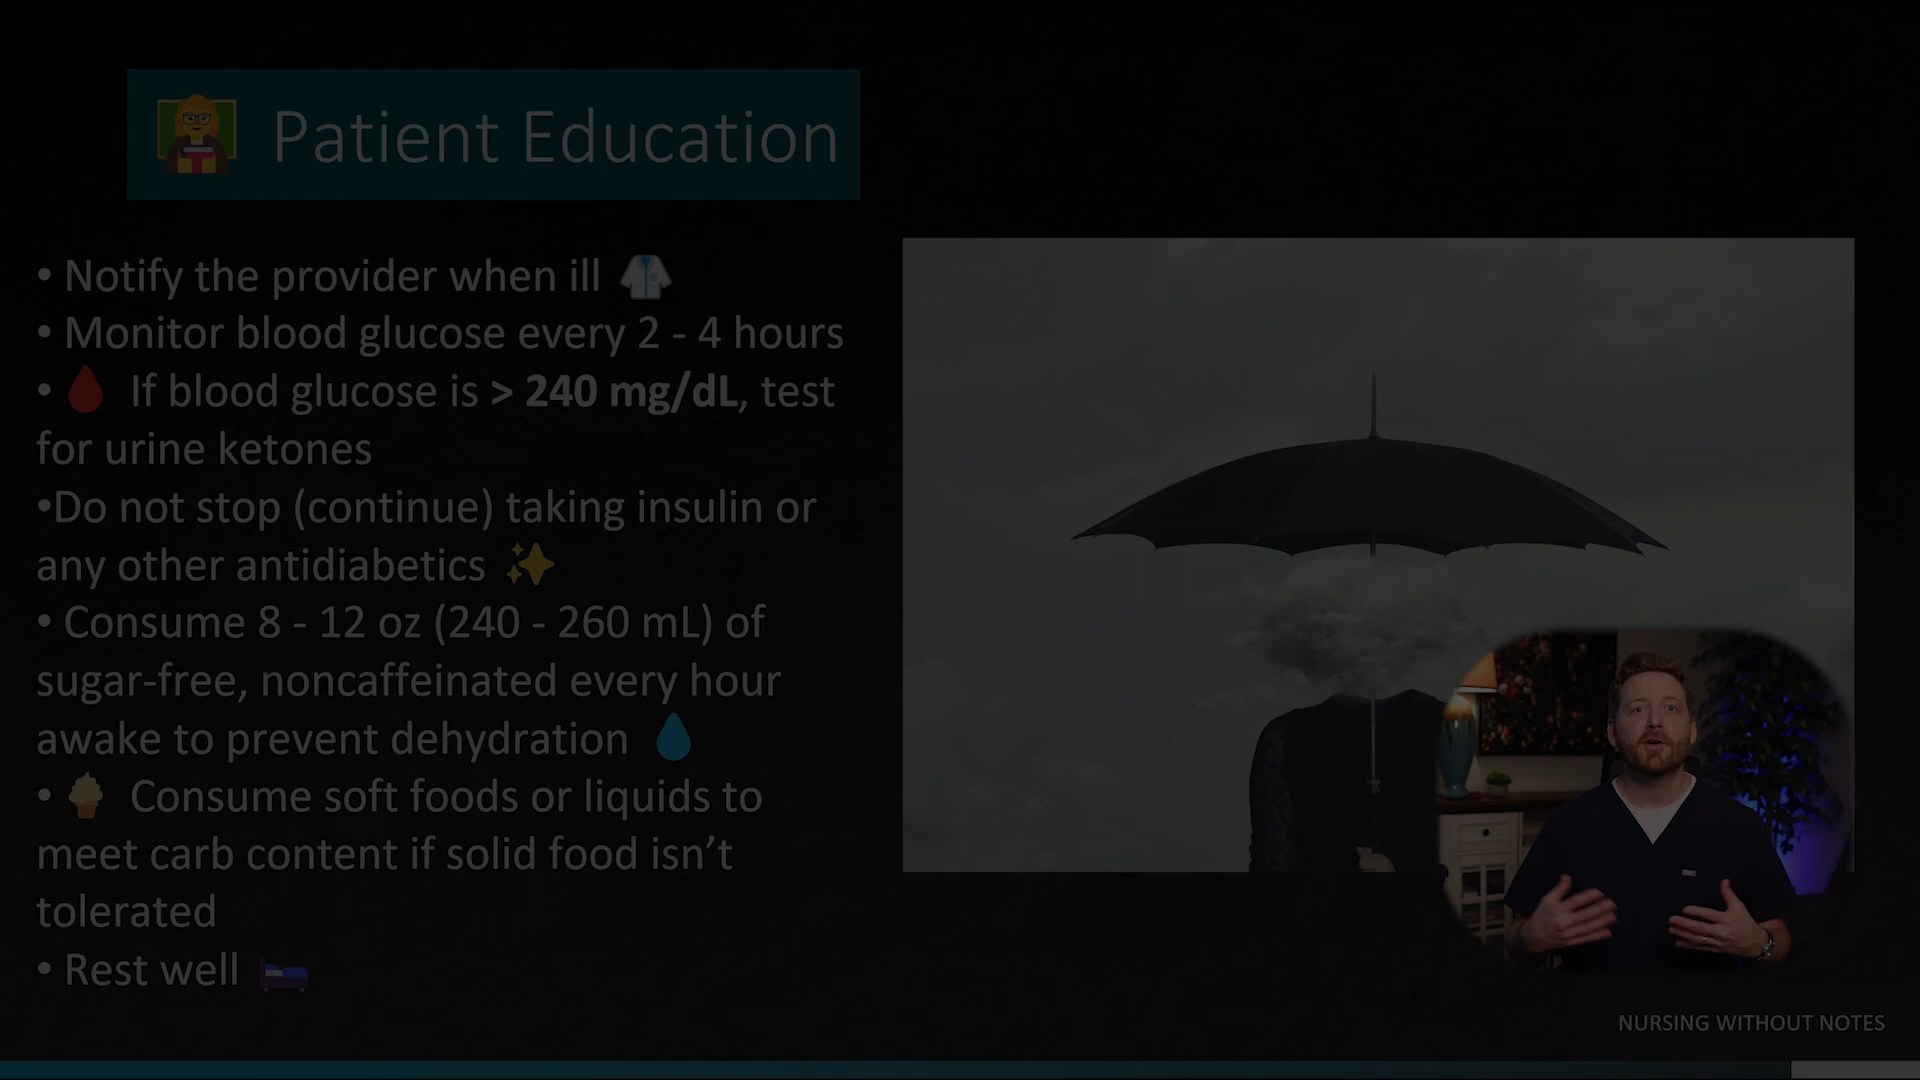 Patient Education
• Notify the provider when ill
• Monitor blood glucose every 2 - 4 hours
• If blood glucose is > 240 mg/dL, test
for urine ketones
•Do not stop (continue) taking insulin or
any other antidiabetics
• Consume 8 - 12 oz (240 - 260 mL) of
sugar-free, noncaffeinated every hour
awake to prevent dehydration
• Consume soft foods or liquids to
meet carb content if solid food isn’t
tolerated
• Rest well
NURSING WITHOUT NOTES